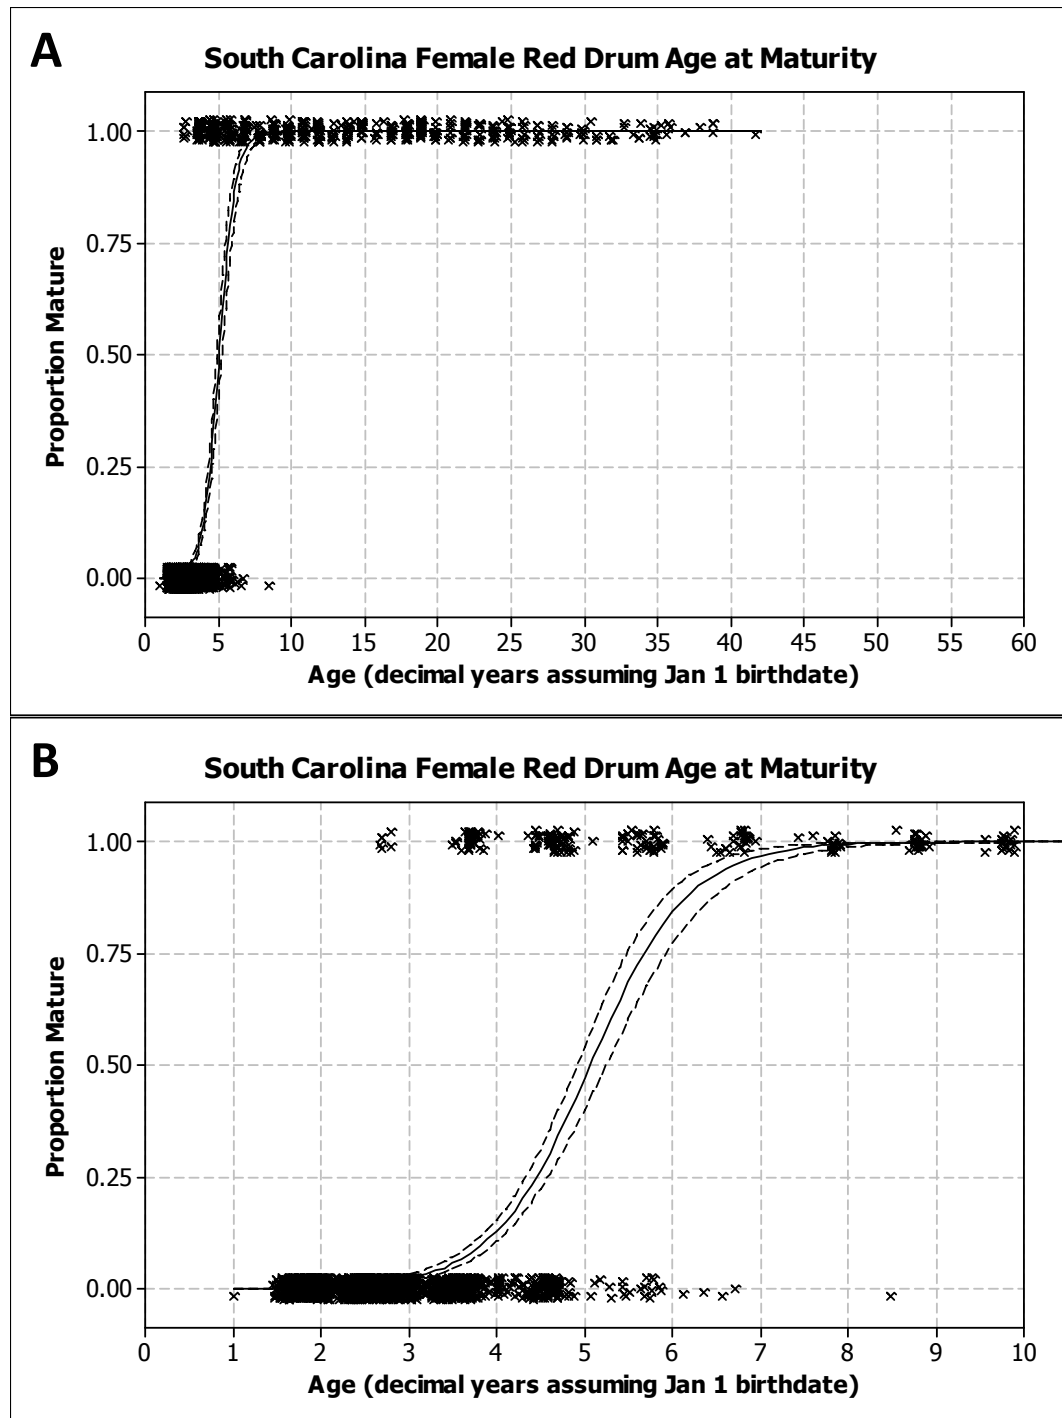 A
South Carolina Female Red Drum Age at Maturity
1.00
0.75
0.50
0.25
0.00
Proportion Mature
0 5 10 15 20 25 30 35 40 45 50 55 60
Age (decimal years assuming Jan 1 birthdate)
B
South Carolina Female Red Drum Age at Maturity
1.00
0.75
0.50
0.25
0.00
Proportion Mature
0 1 2 3 4 5 6 7 8 9 10
Age (decimal years assuming Jan 1 birthdate)